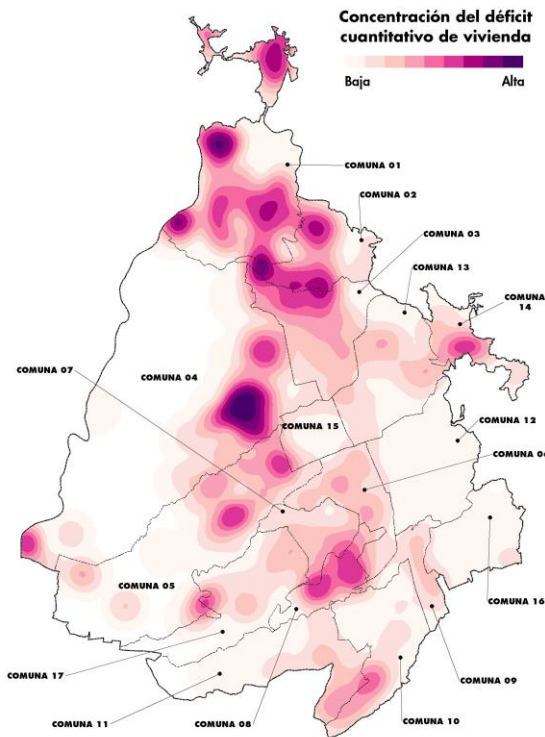 Concentración del déficit
cuantitativo de vivienda
Baja
Alta
COMUNA 01
COMUNA 02
COMUNA 03
COMUNA 13
COMUNA
14
COMUNA 07
COMUNA 04
COMUNA 15
COMUNA 12
COMUNA 06
COMUNA 05
COMUNA 16
COMUNA 17
COMUNA 09
COMUNA 11
COMUNA 08
COMUNA 10